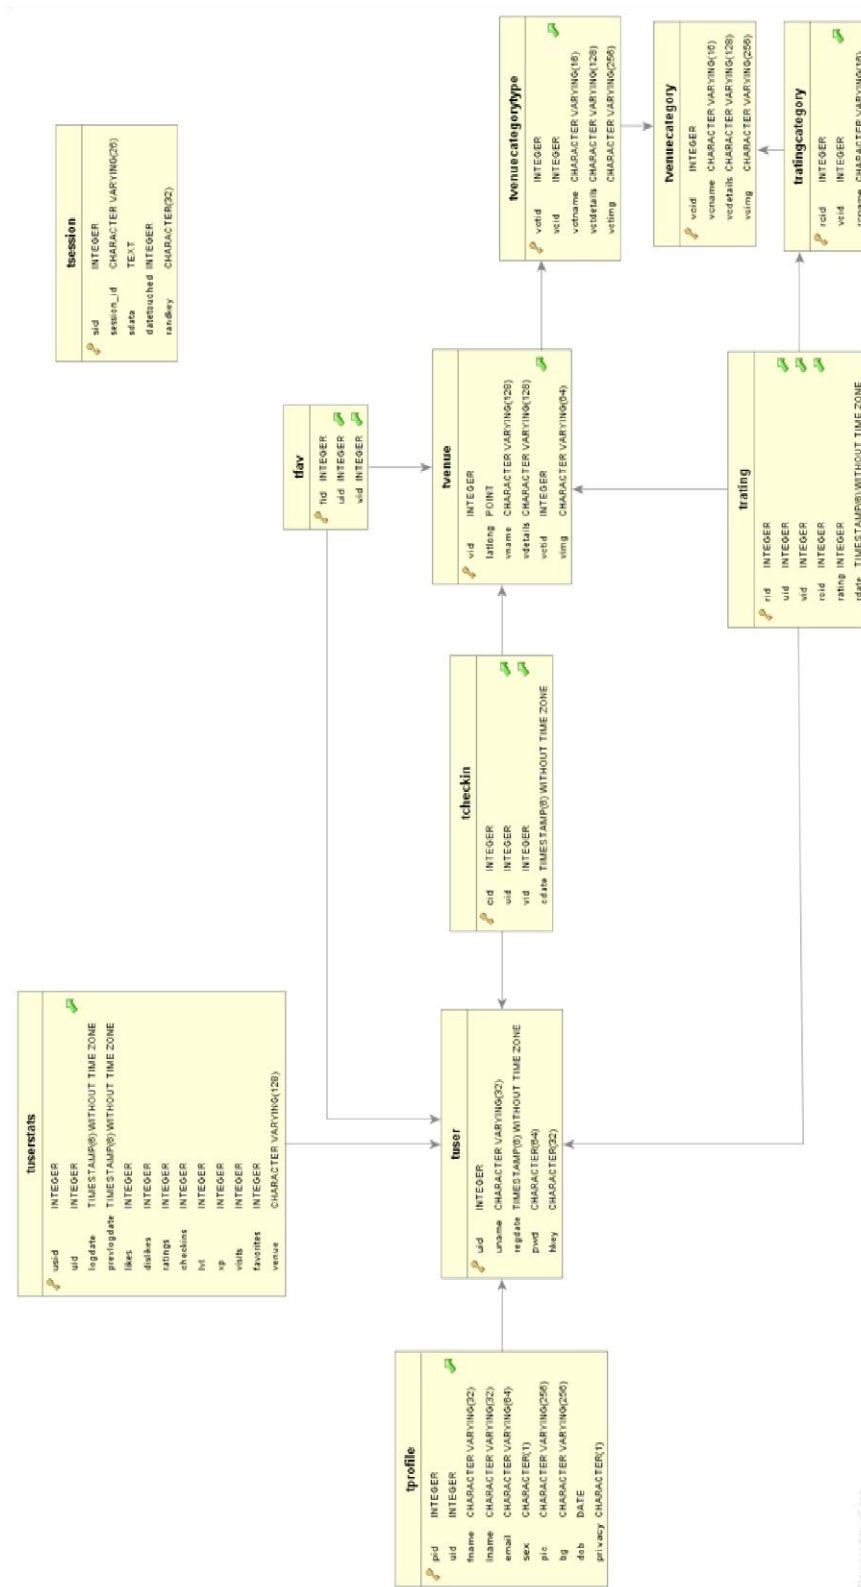 tprofile
pid INTEGER
uid INTEGER
fname CHARACTER VARYING(32)
lname CHARACTER VARYING(32)
email CHARACTER VARYING(64)
sex CHARACTER(1)
pic CHARACTER VARYING(256)
bg CHARACTER VARYING(256)
dob DATE
privacy CHARACTER(1)
tuserstats
usid INTEGER
uid INTEGER
logdate TIMESTAMP(6) WITHOUT TIME ZONE
prevlogdate TIMESTAMP(6) WITHOUT TIME ZONE
likes INTEGER
dislikes INTEGER
ratings INTEGER
checkins INTEGER
lvl INTEGER
xp INTEGER
visits INTEGER
favorites INTEGER
venue CHARACTER VARYING(128)
tuser
uid INTEGER
uname CHARACTER VARYING(32)
regdate TIMESTAMP(6) WITHOUT TIME ZONE
pwd CHARACTER(64)
hkey CHARACTER(32)
tcheckin
cid INTEGER
uid INTEGER
vid INTEGER
cdate TIMESTAMP(6) WITHOUT TIME ZONE
tfav
fid INTEGER
uid INTEGER
vid INTEGER
tvenue
vid INTEGER
latlong POINT
vname CHARACTER VARYING(128)
vdetails CHARACTER VARYING(128)
vctid INTEGER
vimg CHARACTER VARYING(64)
trating
rid INTEGER
uid INTEGER
vid INTEGER
rcid INTEGER
rating INTEGER
rdate TIMESTAMP(6) WITHOUT TIME ZONE
tsession
sid INTEGER
session_id CHARACTER VARYING(26)
sdata TEXT
datetouched INTEGER
randkey CHARACTER(32)
tvenuecategorytype
vctid INTEGER
vcid INTEGER
vctname CHARACTER VARYING(16)
vctdetails CHARACTER VARYING(128)
vctimg CHARACTER VARYING(256)
tvenuecategory
vcid INTEGER
vcname CHARACTER VARYING(16)
vcdetails CHARACTER VARYING(128)
vcimg CHARACTER VARYING(256)
tratingcategory
rcid INTEGER
vcid INTEGER
rcname CHARACTER VARYING(16)